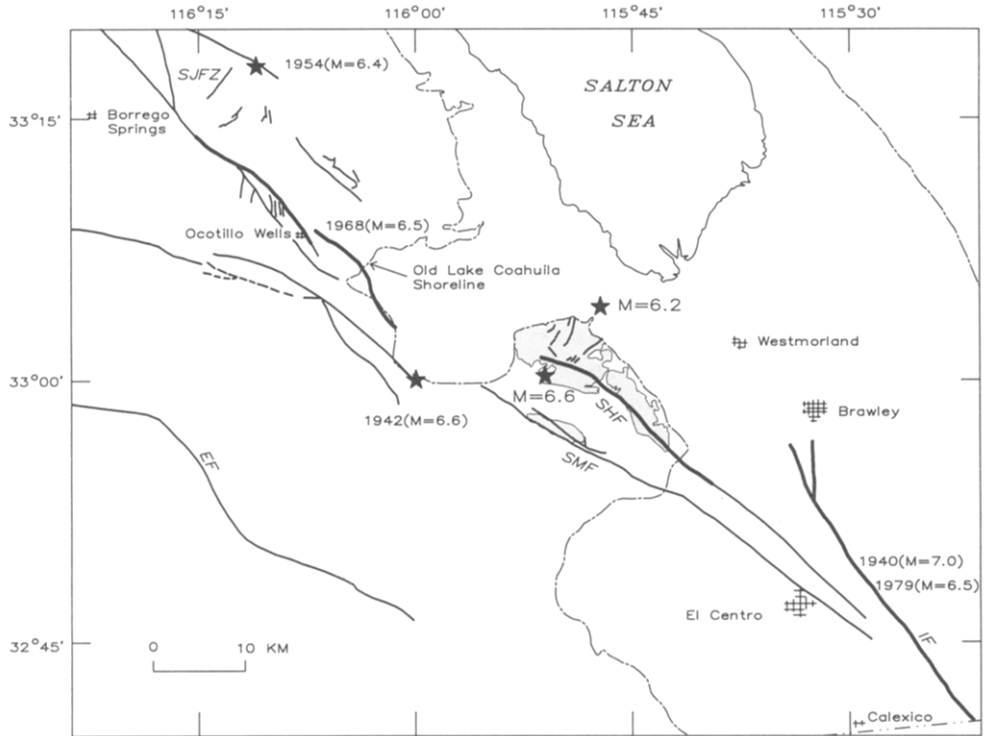 116°15'
116°00'
115°45'
115°30'
1954(M=6.4)
SJFZ
SALTON
SEA
33°15'
Borrego
Springs
1968(M=6.5)
Ocotillo Wells
Old Lake Coahuila
Shoreline
M=6.2
Westmorland
33°00'
M=6.6
SHF
Brawley
1942(M=6.6)
EF
SMF
1940(M=7.0)
1979(M=6.5)
El Centro
IF
32°45'
0 10 KM
Calexico